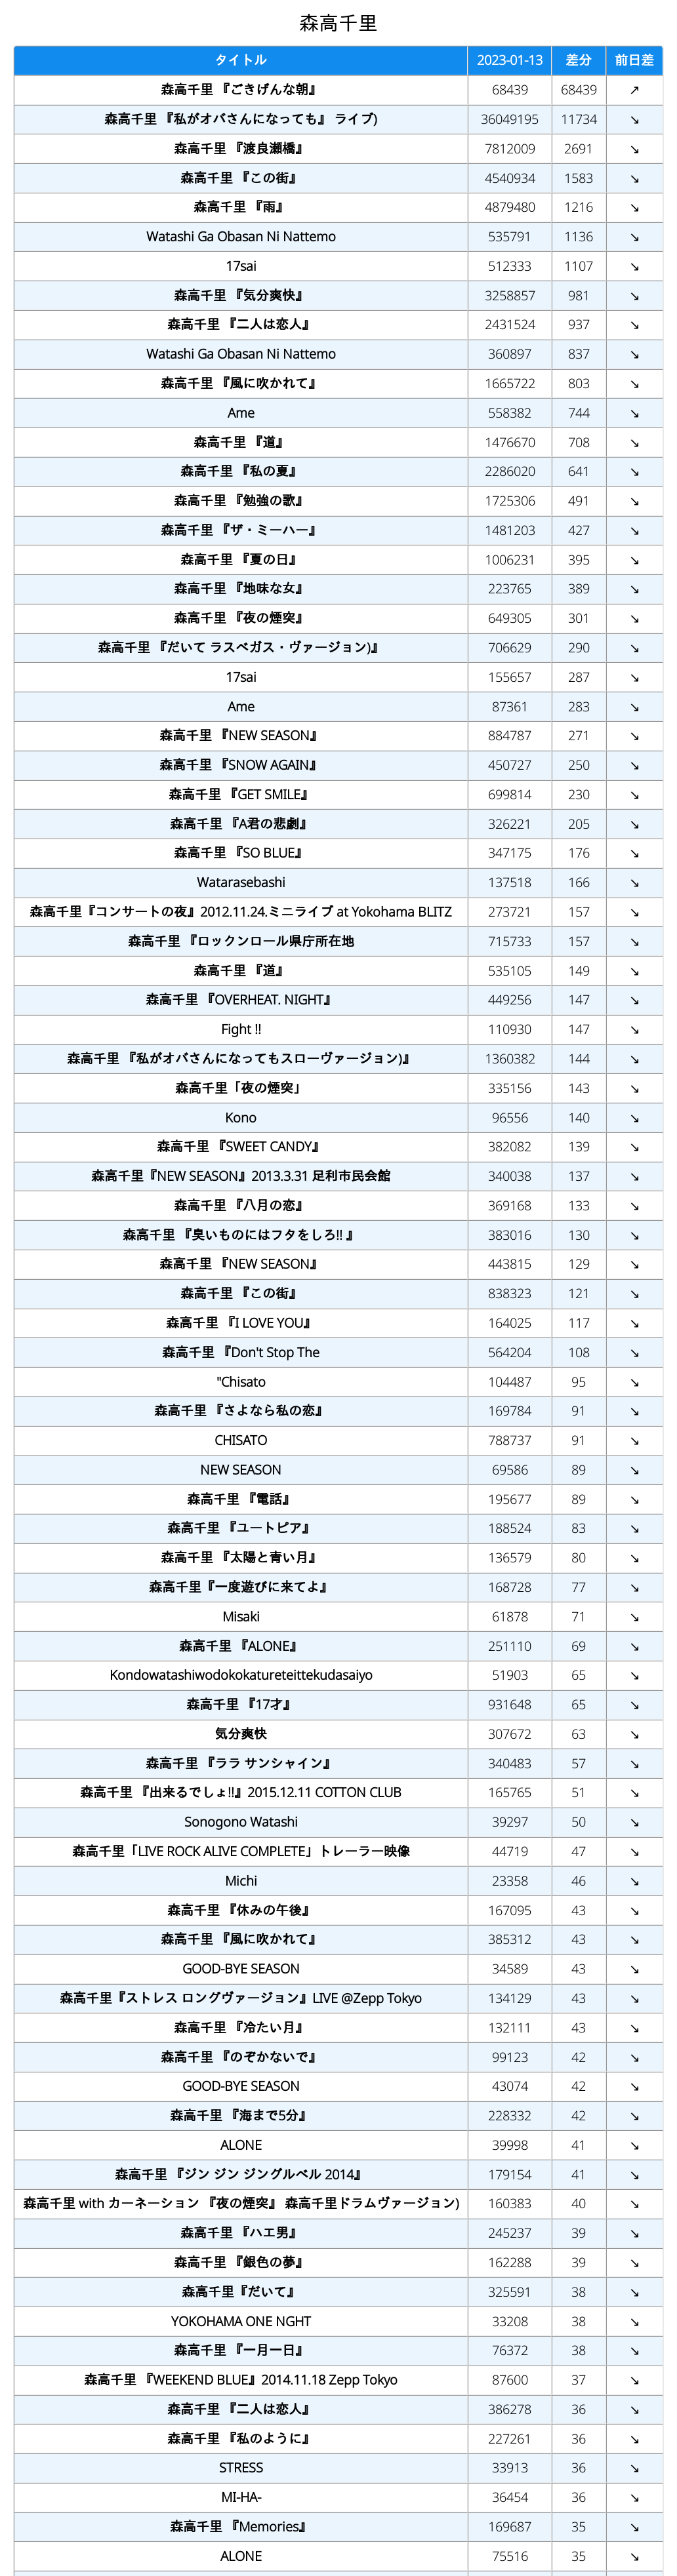 森高千里
タイトル 2023-01-13 差分 前日差
森高千里 『ごきげんな朝』 68439 68439 ↗
森高千里 『私がオバさんになっても』 ライブ) 36049195 11734 ↘
森高千里 『渡良瀬橋』 7812009 2691 ↘
森高千里 『この街』 4540934 1583 ↘
森高千里 『雨』 4879480 1216 ↘
Watashi Ga Obasan Ni Nattemo 535791 1136 ↘
17sai 512333 1107 ↘
森高千里 『気分爽快』 3258857 981 ↘
森高千里 『二人は恋人』 2431524 937 ↘
Watashi Ga Obasan Ni Nattemo 360897 837 ↘
森高千里 『風に吹かれて』 1665722 803 ↘
Ame 558382 744 ↘
森高千里 『道』 1476670 708 ↘
森高千里 『私の夏』 2286020 641 ↘
森高千里 『勉強の歌』 1725306 491 ↘
森高千里 『ザ・ミーハー』 1481203 427 ↘
森高千里 『夏の日』 1006231 395 ↘
森高千里 『地味な女』 223765 389 ↘
森高千里 『夜の煙突』 649305 301 ↘
森高千里 『だいて ラスベガス・ヴァージョン)』 706629 290 ↘
17sai 155657 287 ↘
Ame 87361 283 ↘
森高千里 『NEW SEASON』 884787 271 ↘
森高千里 『SNOW AGAIN』 450727 250 ↘
森高千里 『GET SMILE』 699814 230 ↘
森高千里 『A君の悲劇』 326221 205 ↘
森高千里 『SO BLUE』 347175 176 ↘
Watarasebashi 137518 166 ↘
森高千里『コンサートの夜』2012.11.24.ミニライブ at Yokohama BLITZ 273721 157 ↘
森高千里 『ロックンロール県庁所在地 715733 157 ↘
森高千里 『道』 535105 149 ↘
森高千里 『OVERHEAT. NIGHT』 449256 147 ↘
Fight !! 110930 147 ↘
森高千里 『私がオバさんになってもスローヴァージョン)』 1360382 144 ↘
森高千里「夜の煙突」 335156 143 ↘
Kono 96556 140 ↘
森高千里 『SWEET CANDY』 382082 139 ↘
森高千里『NEW SEASON』2013.3.31 足利市民会館 340038 137 ↘
森高千里 『八月の恋』 369168 133 ↘
森高千里 『臭いものにはフタをしろ!! 』 383016 130 ↘
森高千里 『NEW SEASON』 443815 129 ↘
森高千里 『この街』 838323 121 ↘
森高千里 『I LOVE YOU』 164025 117 ↘
森高千里 『Don't Stop The 564204 108 ↘
"Chisato 104487 95 ↘
森高千里 『さよなら私の恋』 169784 91 ↘
CHISATO 788737 91 ↘
NEW SEASON 69586 89 ↘
森高千里 『電話』 195677 89 ↘
森高千里 『ユートピア』 188524 83 ↘
森高千里 『太陽と青い月』 136579 80 ↘
森高千里『一度遊びに来てよ』 168728 77 ↘
Misaki 61878 71 ↘
森高千里 『ALONE』 251110 69 ↘
Kondowatashiwodokokatureteittekudasaiyo 51903 65 ↘
森高千里 『17才』 931648 65 ↘
気分爽快 307672 63 ↘
森高千里 『ララ サンシャイン』 340483 57 ↘
森高千里 『出来るでしょ!!』2015.12.11 COTTON CLUB 165765 51 ↘
Sonogono Watashi 39297 50 ↘
森高千里「LIVE ROCK ALIVE COMPLETE」トレーラー映像 44719 47 ↘
Michi 23358 46 ↘
森高千里 『休みの午後』 167095 43 ↘
森高千里 『風に吹かれて』 385312 43 ↘
GOOD-BYE SEASON 34589 43 ↘
森高千里『ストレス ロングヴァージョン』LIVE @Zepp Tokyo 134129 43 ↘
森高千里 『冷たい月』 132111 43 ↘
森高千里 『のぞかないで』 99123 42 ↘
GOOD-BYE SEASON 43074 42 ↘
森高千里 『海まで5分』 228332 42 ↘
ALONE 39998 41 ↘
森高千里 『ジン ジン ジングルベル 2014』 179154 41 ↘
森高千里 with カーネーション 『夜の煙突』 森高千里ドラムヴァージョン) 160383 40 ↘
森高千里 『ハエ男』 245237 39 ↘
森高千里 『銀色の夢』 162288 39 ↘
森高千里『だいて』 325591 38 ↘
YOKOHAMA ONE NGHT 33208 38 ↘
森高千里 『一月一日』 76372 38 ↘
森高千里 『WEEKEND BLUE』2014.11.18 Zepp Tokyo 87600 37 ↘
森高千里 『二人は恋人』 386278 36 ↘
森高千里 『私のように』 227261 36 ↘
STRESS 33913 36 ↘
MI-HA- 36454 36 ↘
森高千里 『Memories』 169687 35 ↘
ALONE 75516 35 ↘